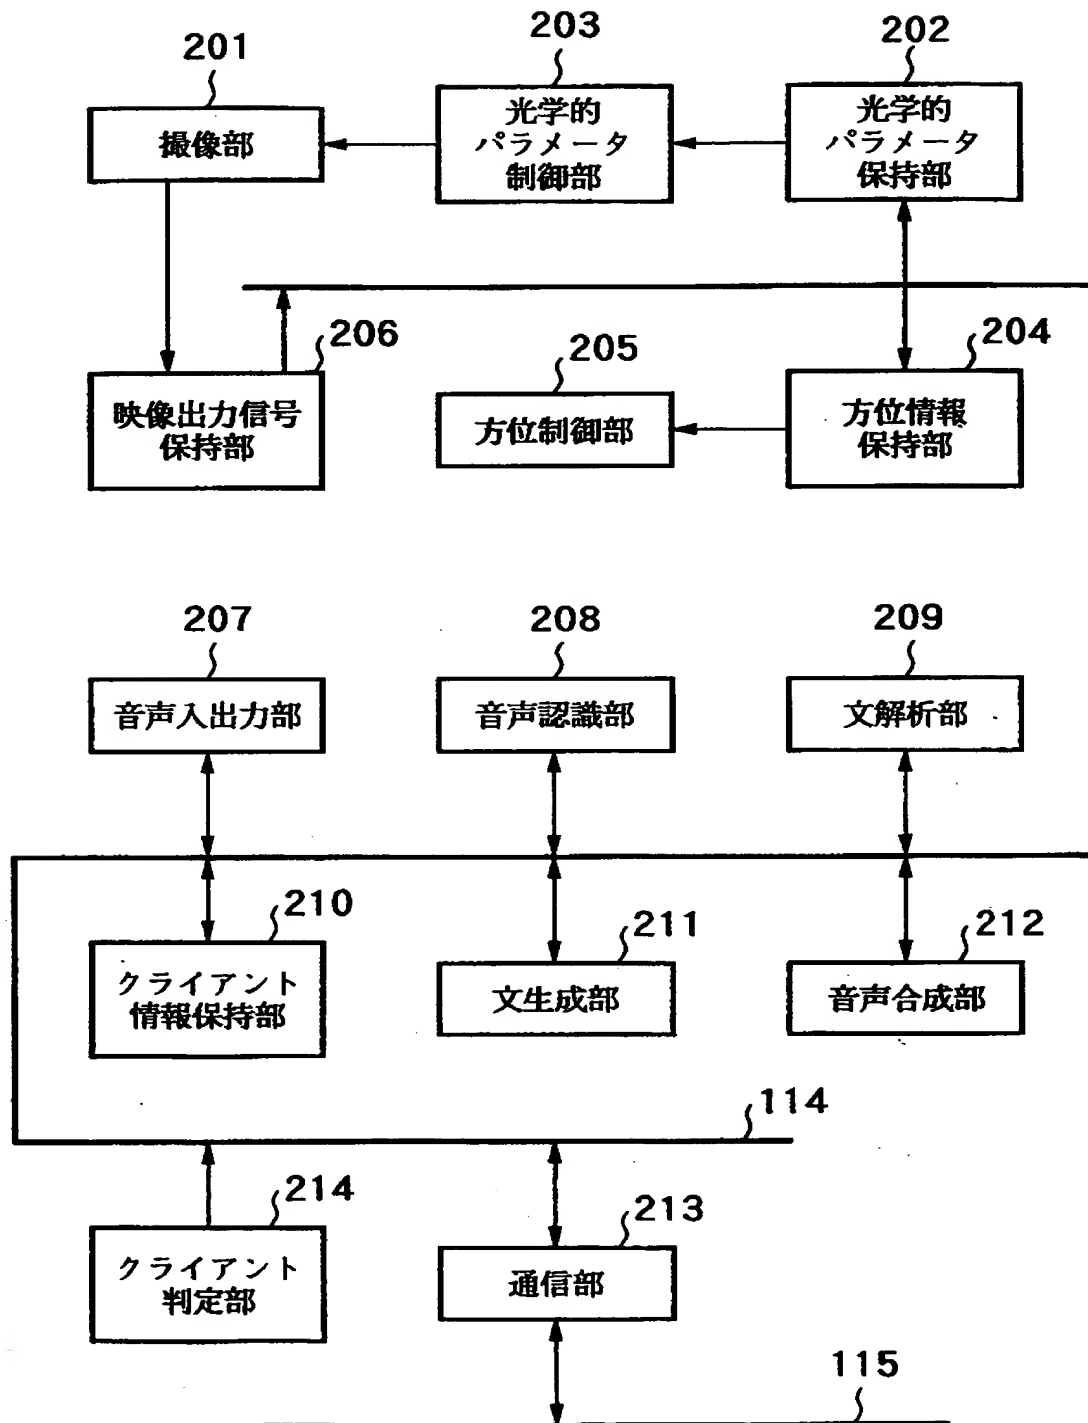 203
202
201
光学的
パラメータ
制御部
光学的
パラメータ
保持部
撮像部
206
205
204
映像出力信号
保持部
方位制御部
方位情報
保持部
207
208
209
音声入出力部
音声認識部
文解析部
210
211
212
クライアント
情報保持部
文生成部
音声合成部
114
214
213
クライアント
判定部
通信部
115